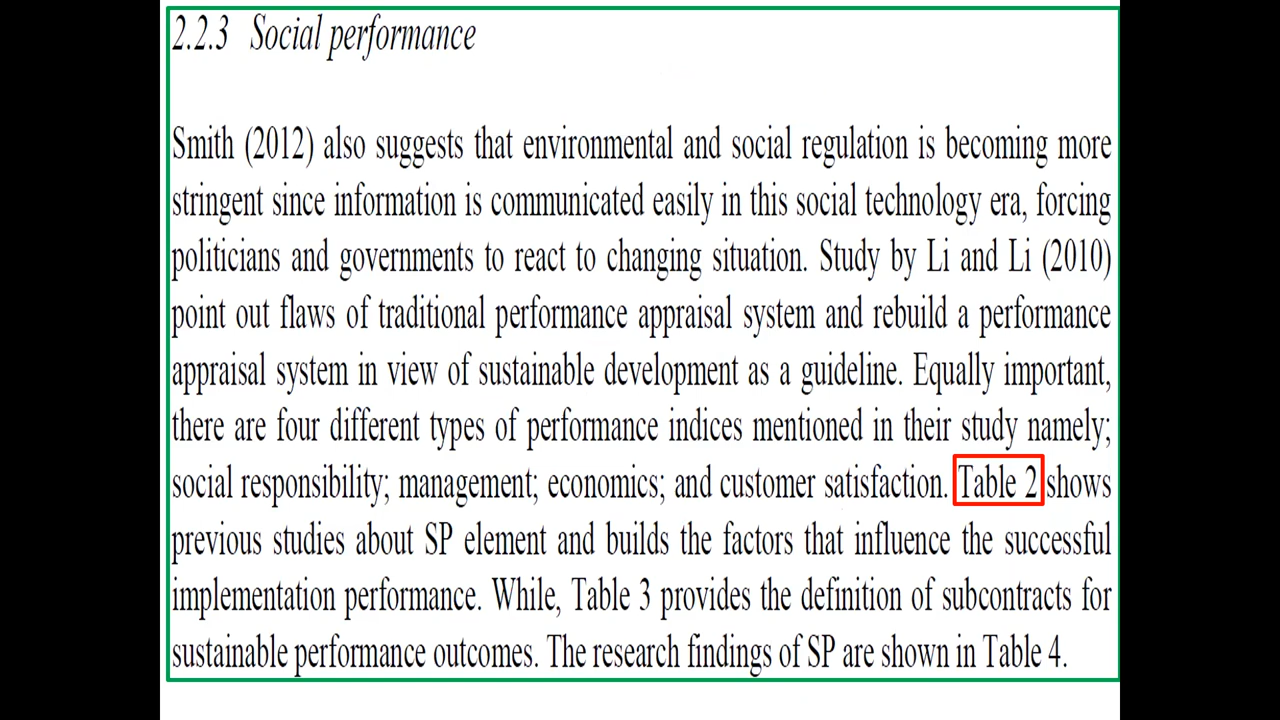 2.2.3 Social performance
Smith (2012) also suggests that environmental and social regulation is becoming more
stringent since information is communicated easily in this social technology era, forcing
politicians and governments to react to changing situation. Study by Li and Li (2010)
point out flaws of traditional performance appraisal system and rebuild a performance
appraisal system in view of sustainable development as a guideline. Equally important,
there are four different types of performance indices mentioned in their study namely;
social responsibility; management; economics; and customer satisfaction. Table 2 shows
previous studies about SP element and builds the factors that influence the successful
implementation performance. While, Table 3 provides the definition of subcontracts for
sustainable performance outcomes. The research findings of SP are shown in Table 4.